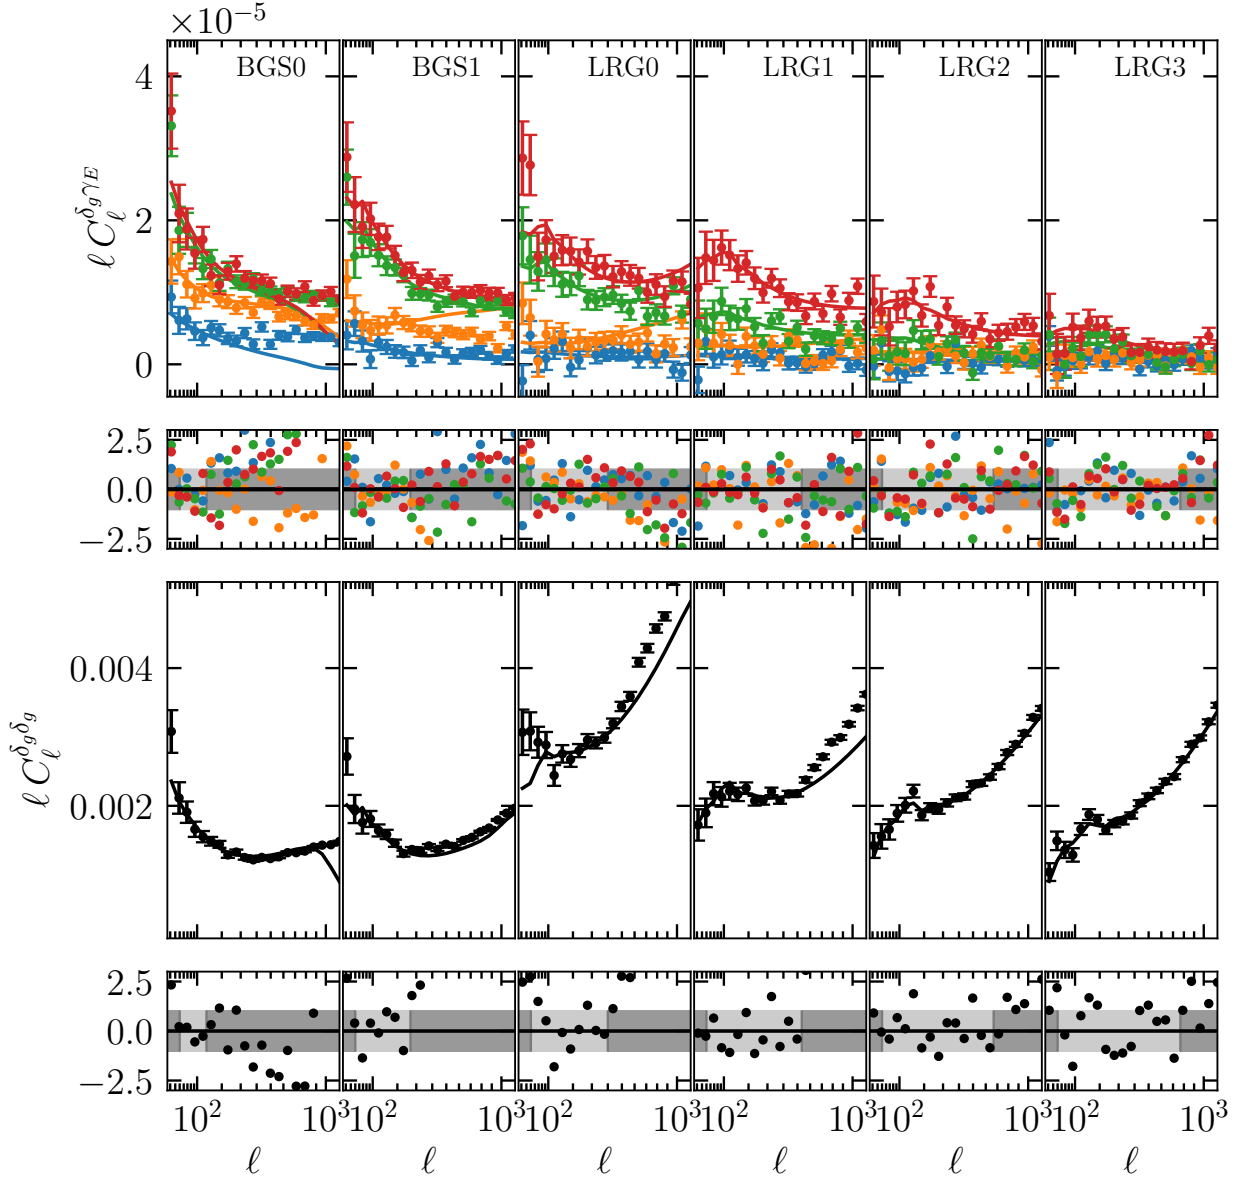 ×10⁻⁵
BGS0 BGS1 LRG0 LRG1 LRG2 LRG3
4
2
0
ℓ C_ℓ^{δ_g γ_E}
2.5
0.0
−2.5
0.004
0.002
ℓ C_ℓ^{δ_g δ_g}
2.5
0.0
−2.5
10² 10³ 10² 10³ 10² 10³ 10² 10³ 10² 10³ 10² 10³
ℓ ℓ ℓ ℓ ℓ ℓ